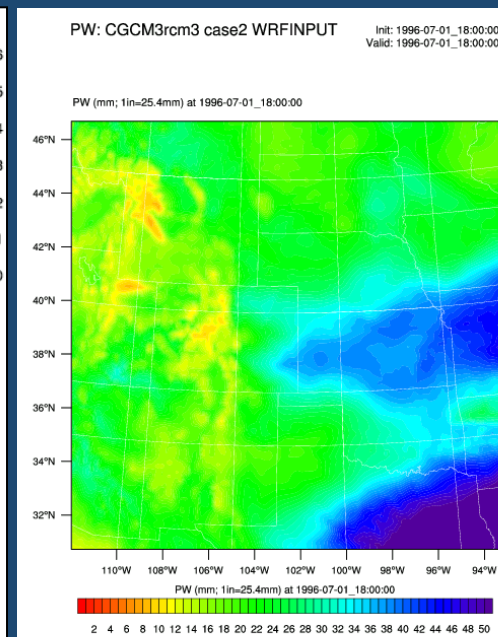 PW: CGCM3rcm3 case2 WRFINPUT
Init: 1996-07-01_18:00:00
Valid: 1996-07-01_18:00:00
PW (mm; 1in=25.4mm) at 1996-07-01_18:00:00
46°N
44°N
42°N
40°N
38°N
36°N
34°N
32°N
110°W 108°W 106°W 104°W 102°W 100°W 98°W 96°W 94°W
PW (mm; 1in=25.4mm) at 1996-07-01_18:00:00
2 4 6 8 10 12 14 16 18 20 22 24 26 28 30 32 34 36 38 40 42 44 46 48 50